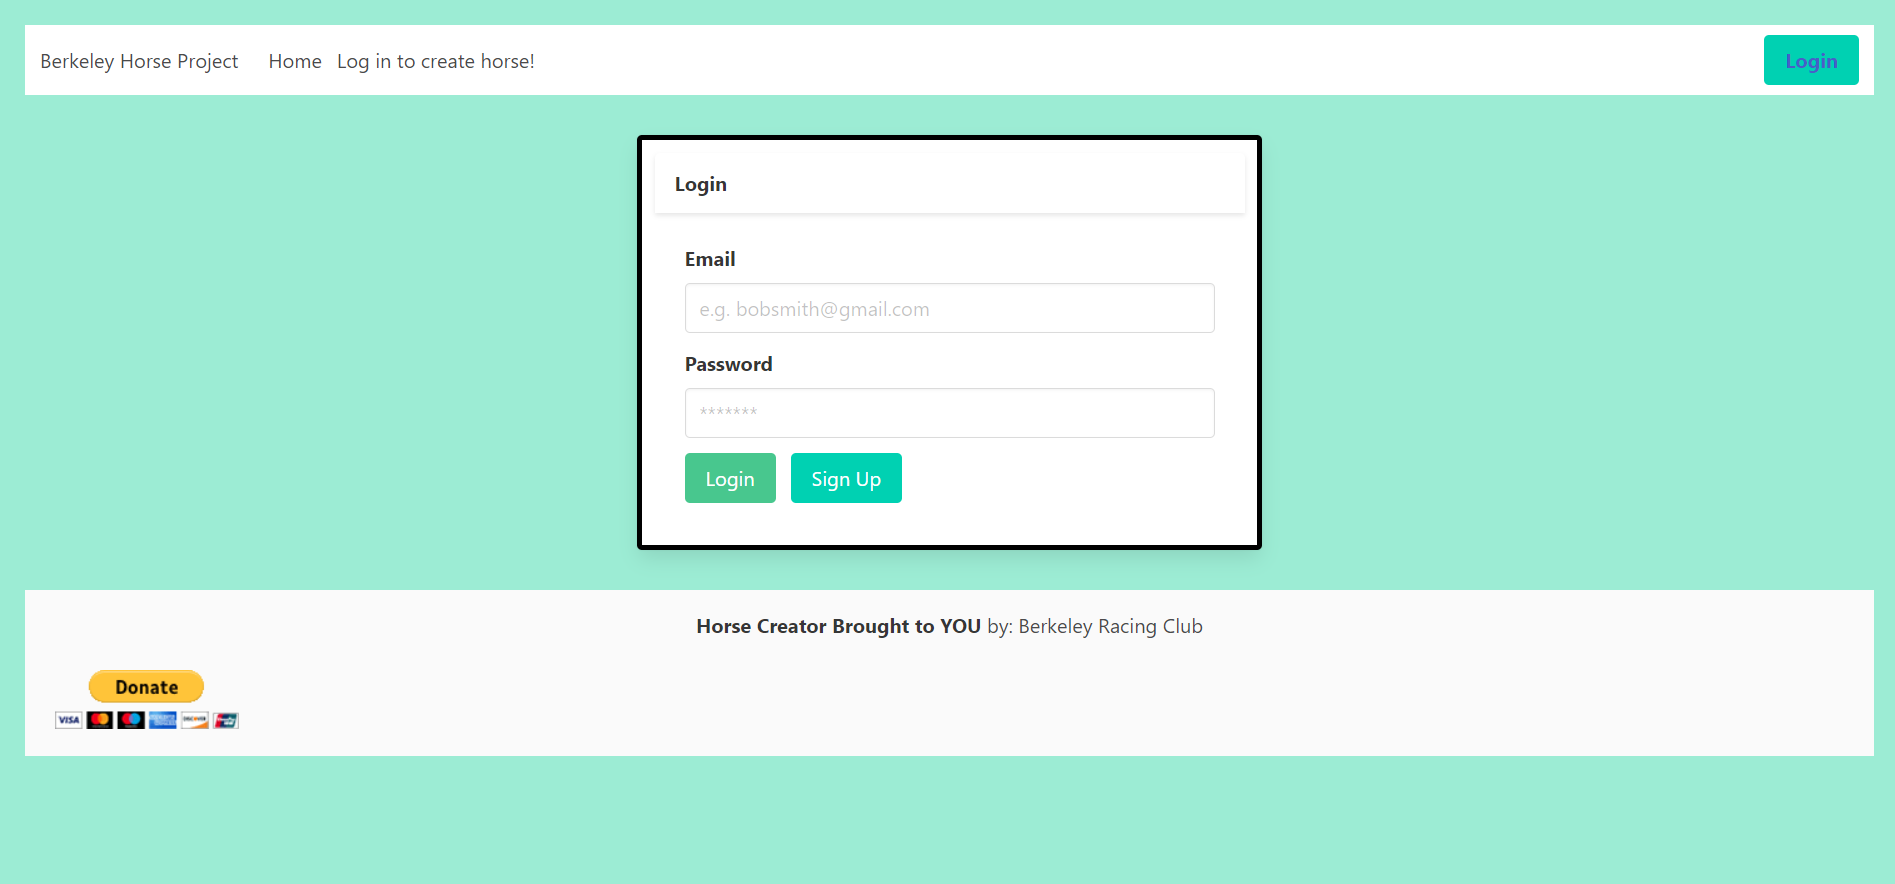 Berkeley Horse Project Home Log in to create horse! Login
Login
Email
e.g. bobsmith@gmail.com
Password
*******
Login Sign Up
Horse Creator Brought to YOU by: Berkeley Racing Club
Donate
VISA DISCOVER